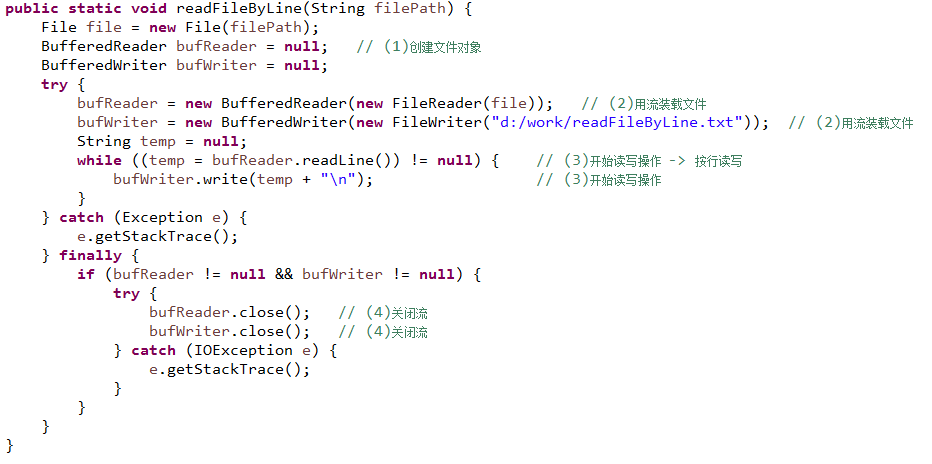 public static void readFileByLine(String filePath) {
    File file = new File(filePath);
    BufferedReader bufReader = null;   // (1)创建文件对象
    BufferedWriter bufWriter = null;
    try {
        bufReader = new BufferedReader(new FileReader(file));   // (2)用流装载文件
        bufWriter = new BufferedWriter(new FileWriter("d:/work/readFileByLine.txt"));  // (2)用流装载文件
        String temp = null;
        while ((temp = bufReader.readLine()) != null) {    // (3)开始读写操作 -> 按行读写
            bufWriter.write(temp + "\n");                  // (3)开始读写操作
        }
    } catch (Exception e) {
        e.getStackTrace();
    } finally {
        if (bufReader != null && bufWriter != null) {
            try {
                bufReader.close();   // (4)关闭流
                bufWriter.close();   // (4)关闭流
            } catch (IOException e) {
                e.getStackTrace();
            }
        }
    }
}